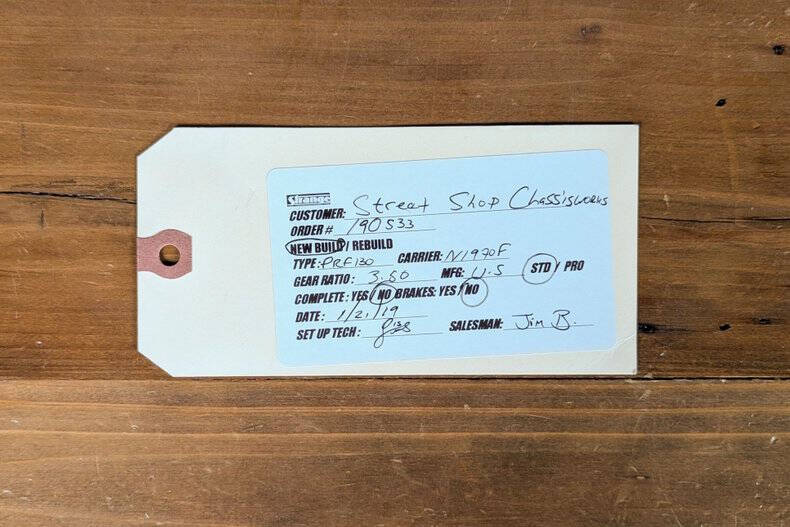 Strange
CUSTOMER: Street Shop Chassisworks
ORDER # 190533
NEW BUILD / REBUILD
TYPE: PRF130 CARRIER: N1970F
GEAR RATIO: 3.60 MFG: U.S STD / PRO
COMPLETE: YES / NO BRAKES: YES / NO
DATE: 1/21/19
SET UP TECH: SALESMAN: Jim B.